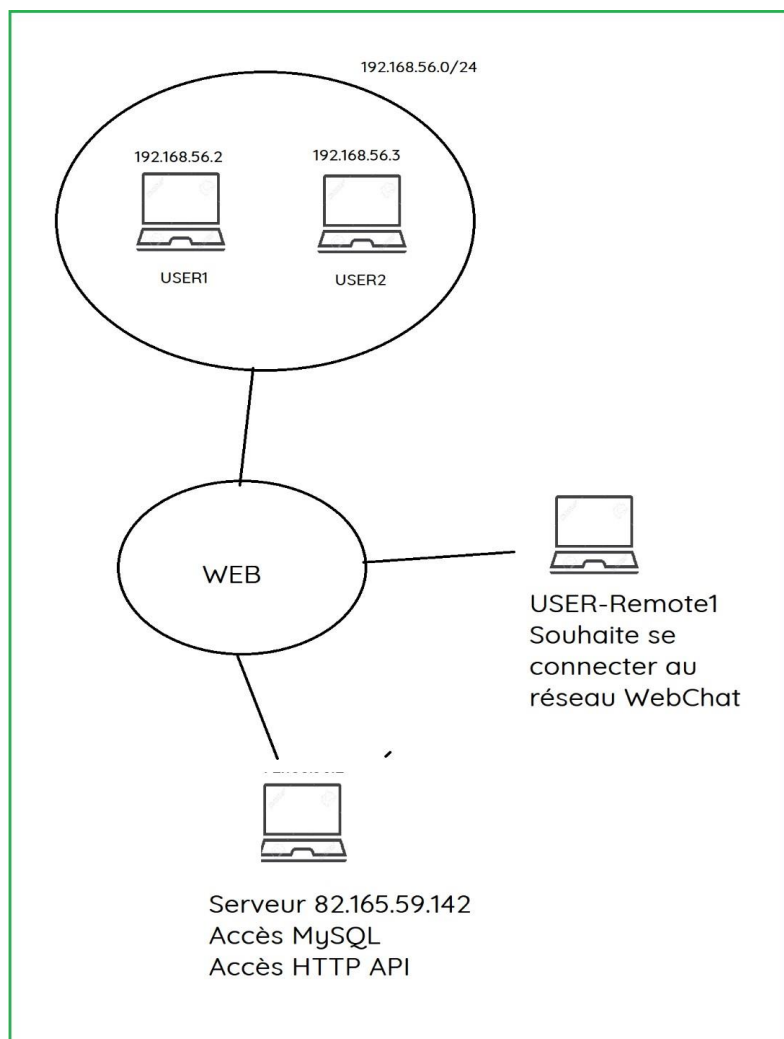 192.168.56.0/24
192.168.56.2
192.168.56.3
USER1
USER2
WEB
USER-Remote1
Souhaite se
connecter au
réseau WebChat
Serveur 82.165.59.142
Accès MySQL
Accès HTTP API